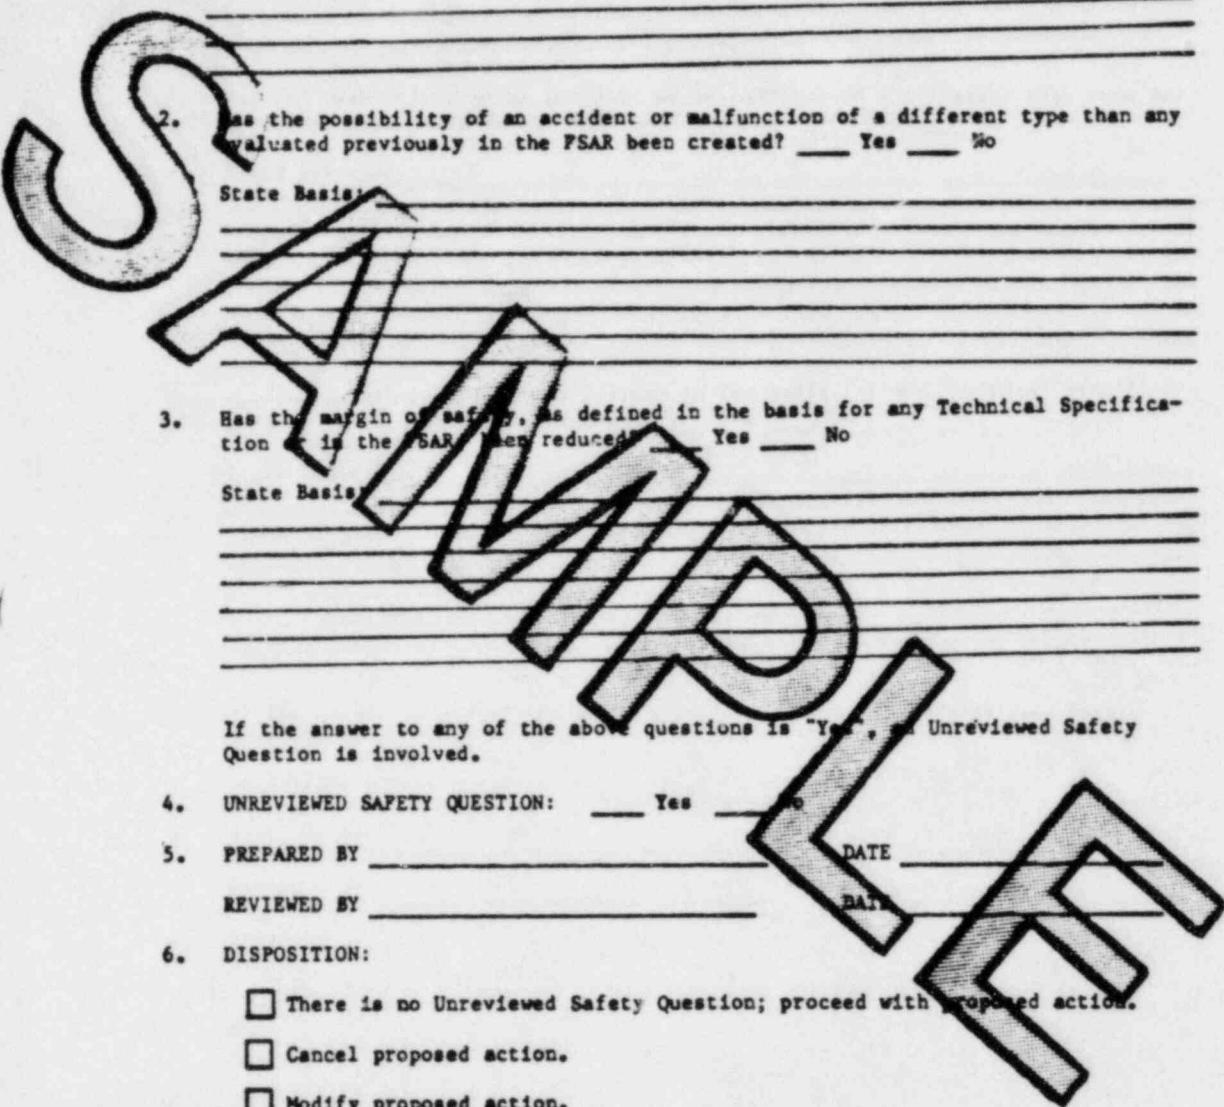 2. Has the possibility of an accident or malfunction of a different type than any
evaluated previously in the FSAR been created? ____ Yes ____ No
State Basis:
3. Has the margin of safety, as defined in the basis for any Technical Specifica-
tion or in the FSAR, been reduced? ____ Yes ____ No
State Basis:
If the answer to any of the above questions is "Yes", an Unreviewed Safety
Question is involved.
4. UNREVIEWED SAFETY QUESTION: ____ Yes ____ No
5. PREPARED BY ____ DATE ____
REVIEWED BY ____ DATE ____
6. DISPOSITION:
There is no Unreviewed Safety Question; proceed with proposed action.
Cancel proposed action.
Modify proposed action.
SAMPLE